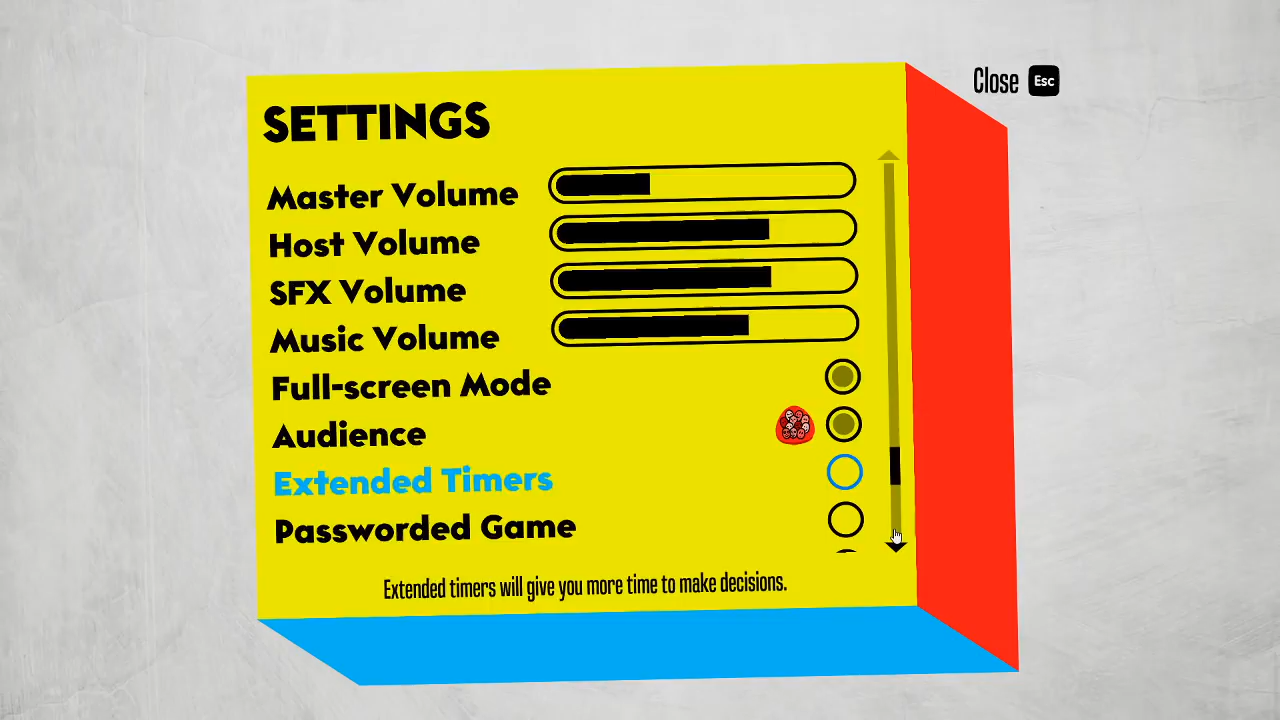 Close Esc
SETTINGS
Master Volume
Host Volume
SFX Volume
Music Volume
Full-screen Mode
Audience
Extended Timers
Passworded Game
Extended timers will give you more time to make decisions.